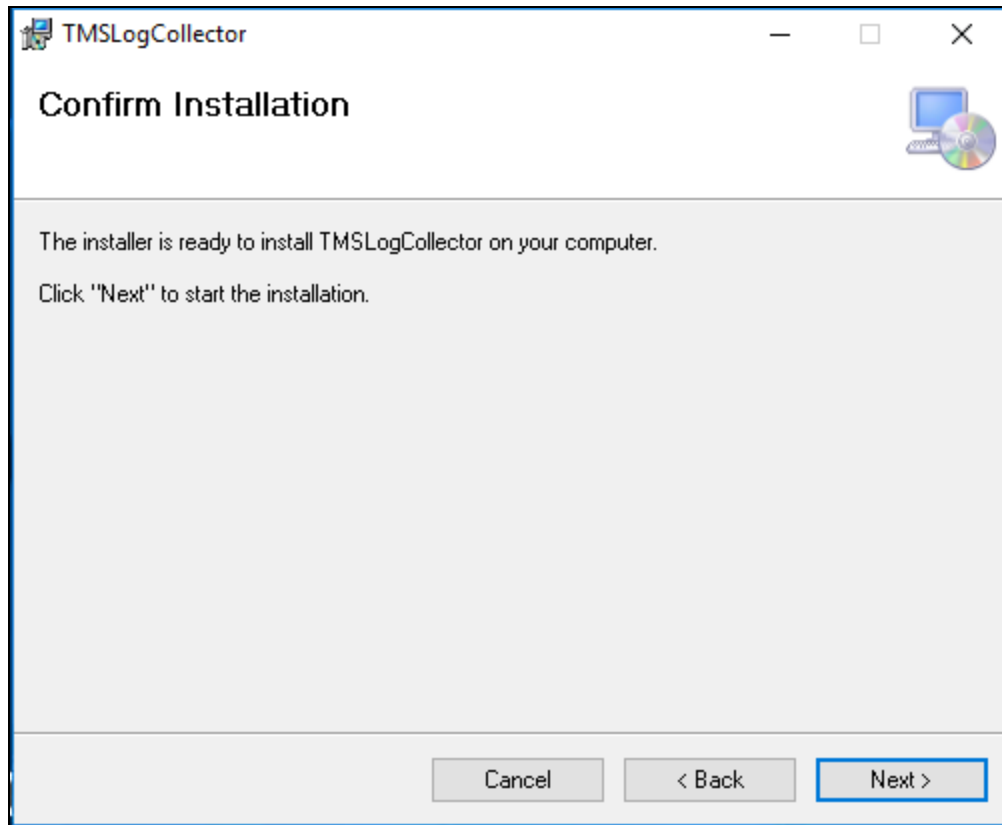 TMSLogCollector
Confirm Installation
The installer is ready to install TMSLogCollector on your computer.
Click "Next" to start the installation.
Cancel
< Back
Next >